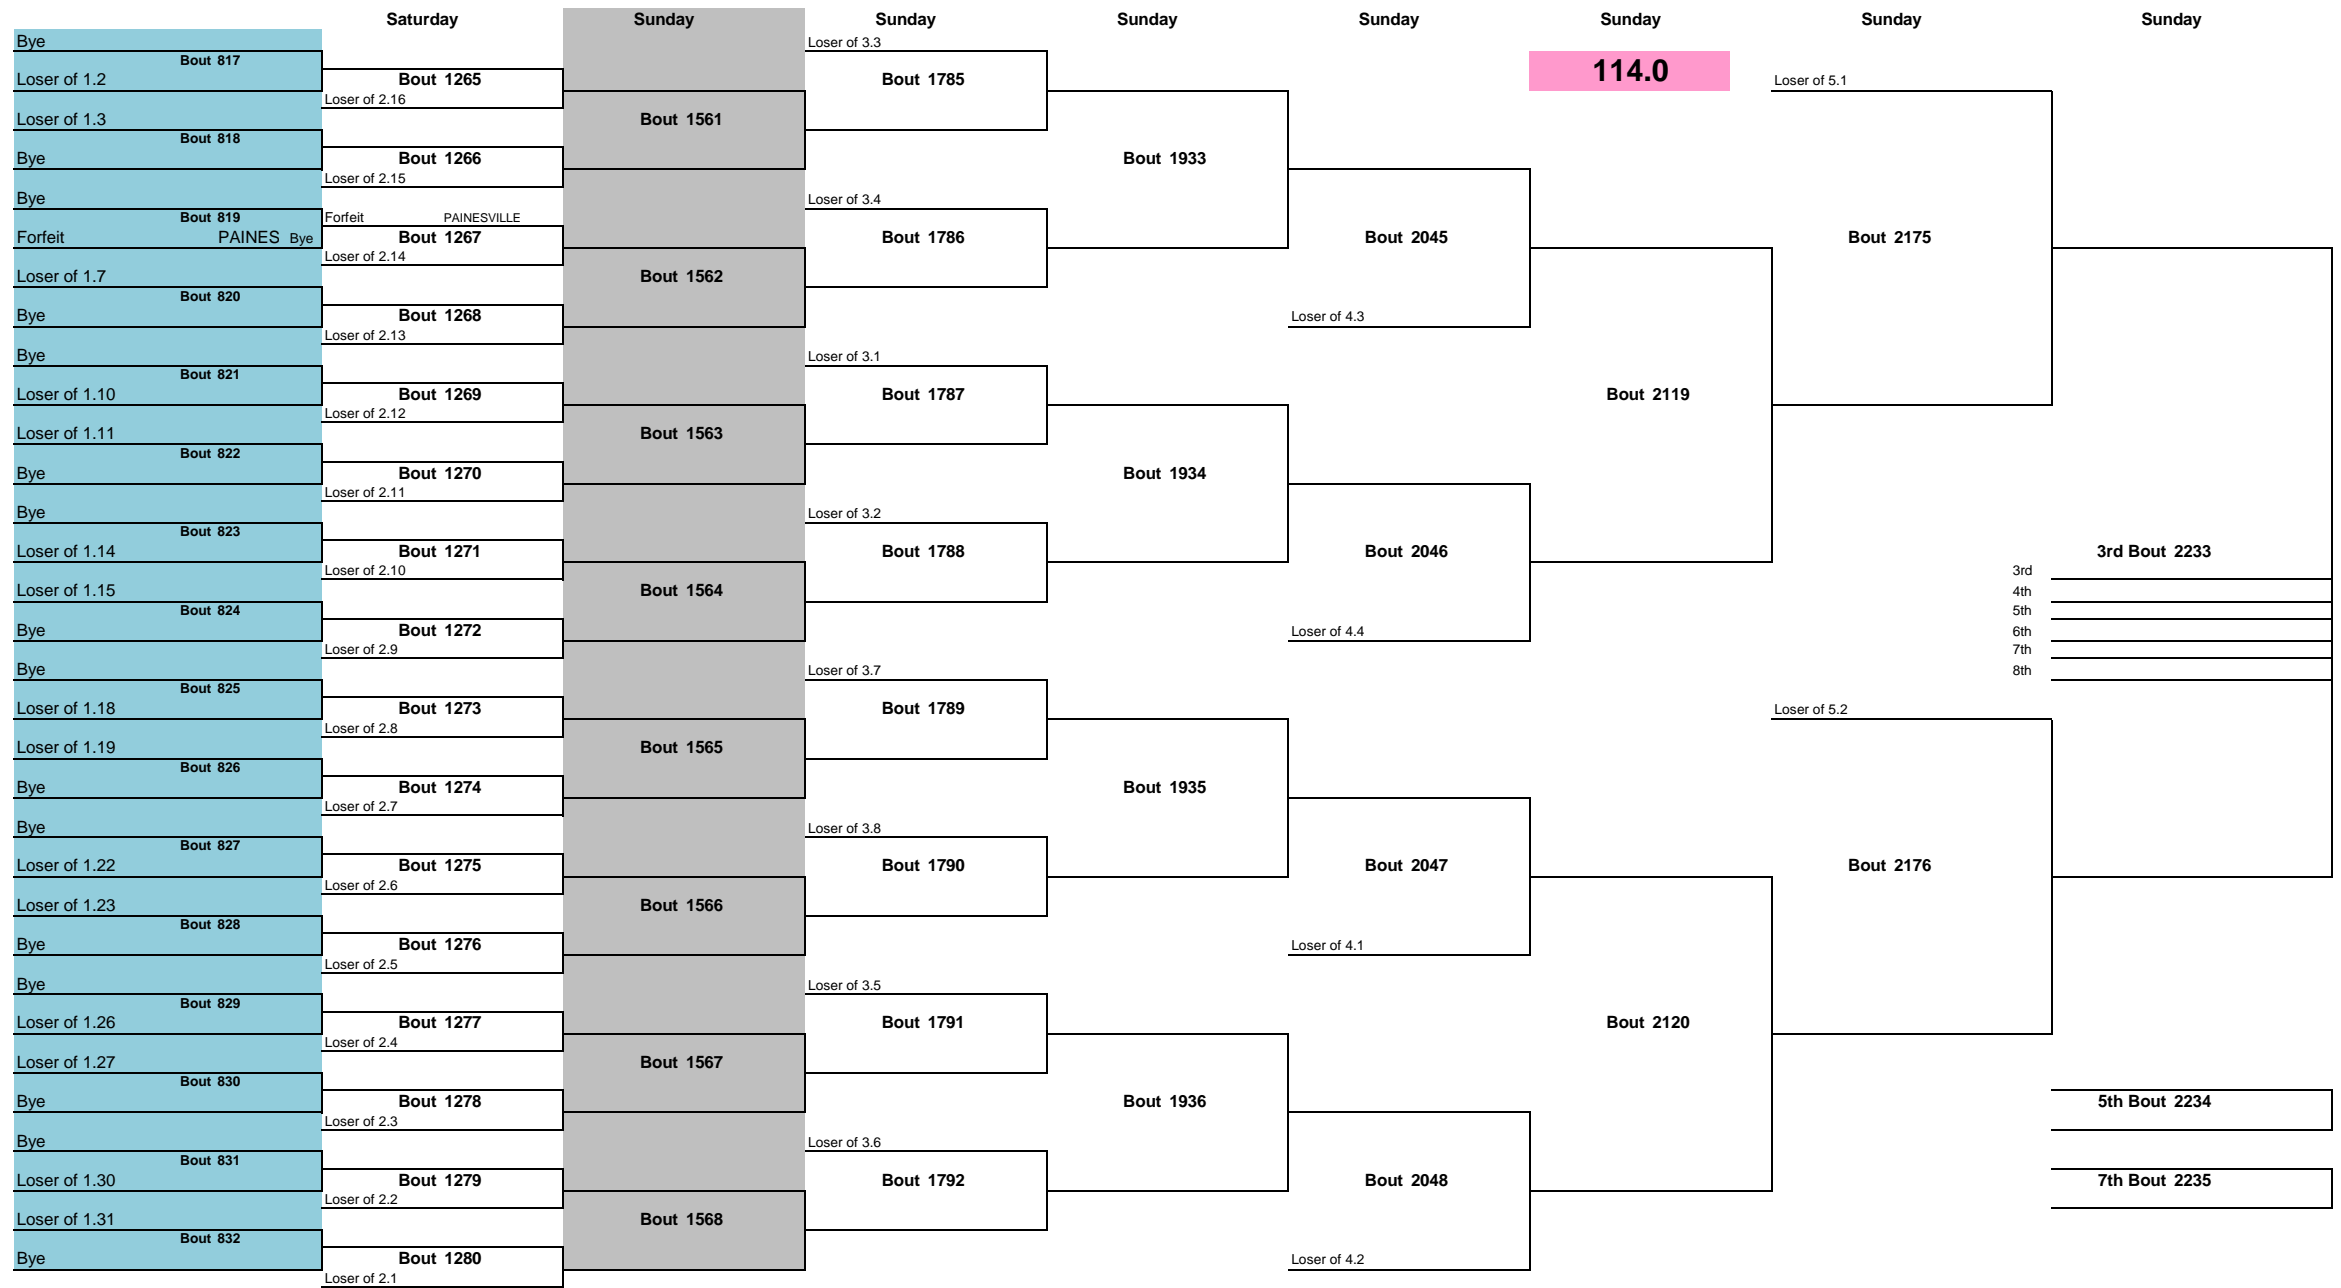 Saturday Sunday Sunday Sunday Sunday Sunday Sunday Sunday
Bye Loser of 3.3
Bout 817
Loser of 1.2 Bout 1265 Bout 1785 114.0 Loser of 5.1
Loser of 2.16
Loser of 1.3 Bout 1561
Bout 818
Bye Bout 1266 Bout 1933
Loser of 2.15
Bye Loser of 3.4
Bout 819 Forfeit PAINESVILLE
Forfeit PAINES Bye Bout 1267 Bout 1786 Bout 2045 Bout 2175
Loser of 2.14
Loser of 1.7 Bout 1562
Bout 820
Bye Bout 1268 Loser of 4.3
Loser of 2.13
Bye Loser of 3.1
Bout 821
Loser of 1.10 Bout 1269 Bout 1787 Bout 2119
Loser of 2.12
Loser of 1.11 Bout 1563
Bout 822
Bye Bout 1270 Bout 1934
Loser of 2.11
Bye Loser of 3.2
Bout 823
Loser of 1.14 Bout 1271 Bout 1788 Bout 2046 3rd Bout 2233
Loser of 2.10 3rd
Loser of 1.15 Bout 1564 4th
Bout 824 5th
Bye Bout 1272 Loser of 4.4 6th
Loser of 2.9 7th
Bye Loser of 3.7 8th
Bout 825
Loser of 1.18 Bout 1273 Bout 1789 Loser of 5.2
Loser of 2.8
Loser of 1.19 Bout 1565
Bout 826
Bye Bout 1274 Bout 1935
Loser of 2.7
Bye Loser of 3.8
Bout 827
Loser of 1.22 Bout 1275 Bout 1790 Bout 2047 Bout 2176
Loser of 2.6
Loser of 1.23 Bout 1566
Bout 828
Bye Bout 1276 Loser of 4.1
Loser of 2.5
Bye Loser of 3.5
Bout 829
Loser of 1.26 Bout 1277 Bout 1791 Bout 2120
Loser of 2.4
Loser of 1.27 Bout 1567
Bout 830
Bye Bout 1278 Bout 1936 5th Bout 2234
Loser of 2.3
Bye Loser of 3.6
Bout 831
Loser of 1.30 Bout 1279 Bout 1792 Bout 2048 7th Bout 2235
Loser of 2.2
Loser of 1.31 Bout 1568
Bout 832
Bye Bout 1280 Loser of 4.2
Loser of 2.1